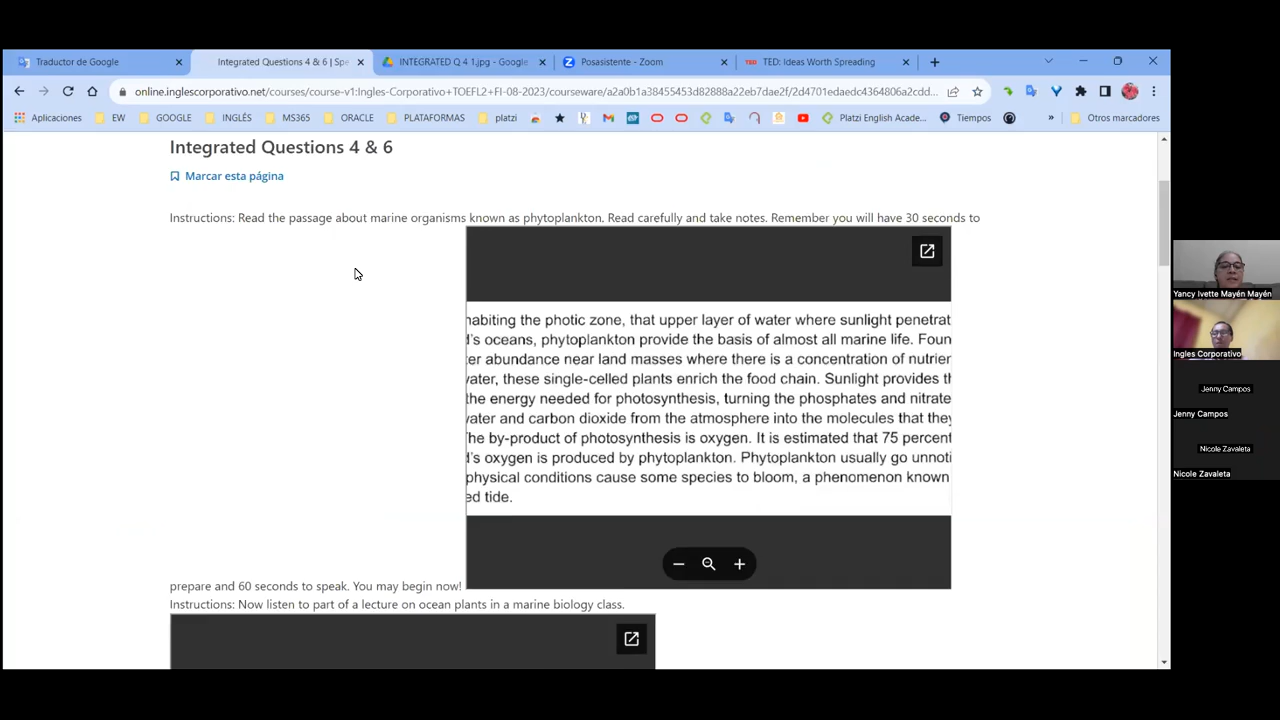 Traductor de Google
Integrated Questions 4 & 6 | Spe
INTEGRATED Q 4 1.jpg - Google
Posasistente - Zoom
TED: Ideas Worth Spreading
online.inglescorporativo.net/courses/course-v1:Ingles-Corporativo+TOEFL2+FI-08-2023/courseware/a2a0b1a38455453d82888a22eb7dae2f/2d4701edaedc4364806a2cdd...
Aplicaciones EW GOOGLE INGLÉS MS365 ORACLE PLATAFORMAS platzi Platzi English Acade... Tiempos » Otros marcadores
Integrated Questions 4 & 6
Marcar esta página
Instructions: Read the passage about marine organisms known as phytoplankton. Read carefully and take notes. Remember you will have 30 seconds to
habiting the photic zone, that upper layer of water where sunlight penetrat
d's oceans, phytoplankton provide the basis of almost all marine life. Foun
er abundance near land masses where there is a concentration of nutrier
vater, these single-celled plants enrich the food chain. Sunlight provides th
the energy needed for photosynthesis, turning the phosphates and nitrate
vater and carbon dioxide from the atmosphere into the molecules that they
The by-product of photosynthesis is oxygen. It is estimated that 75 percent
d's oxygen is produced by phytoplankton. Phytoplankton usually go unnoti
physical conditions cause some species to bloom, a phenomenon known
ed tide.
prepare and 60 seconds to speak. You may begin now!
Instructions: Now listen to part of a lecture on ocean plants in a marine biology class.
Yancy Ivette Mayén Mayén
Ingles Corporativo
Jenny Campos
Jenny Campos
Nicole Zavaleta
Nicole Zavaleta